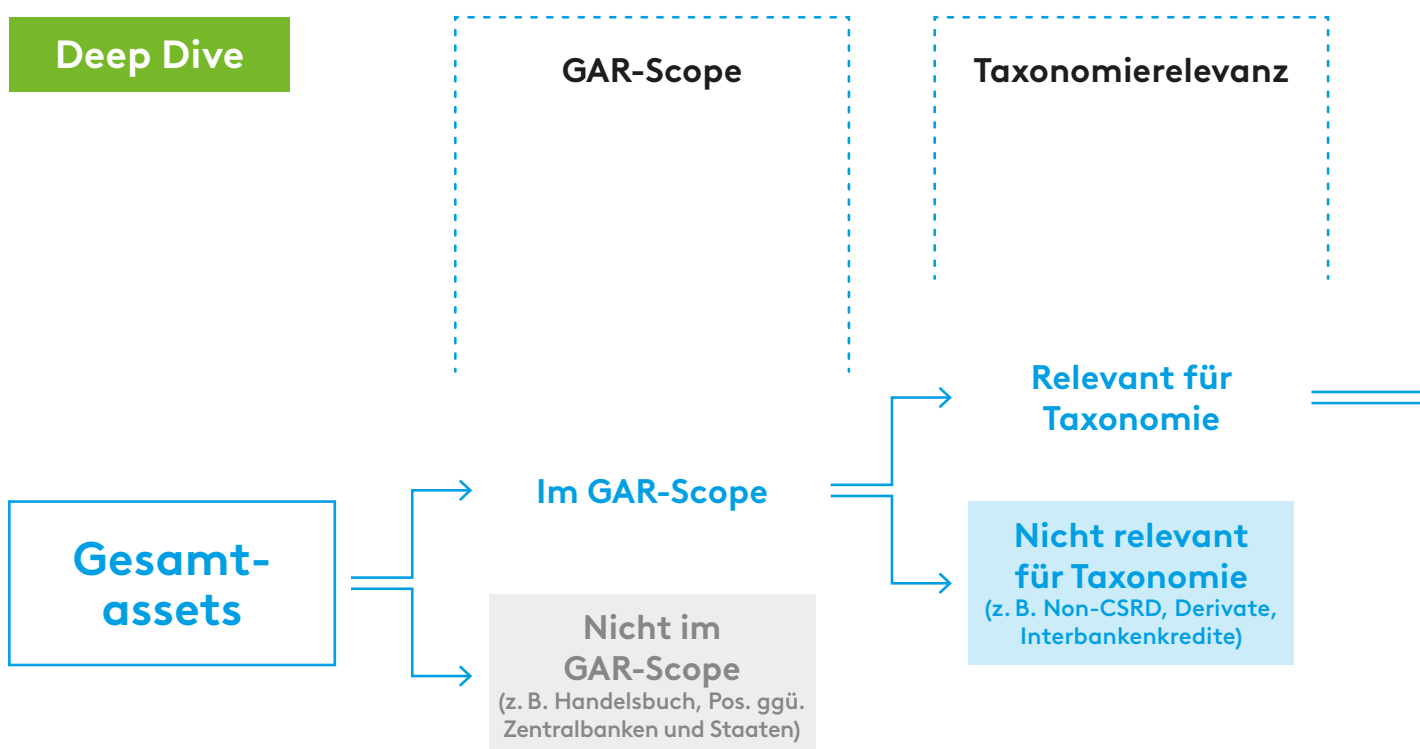 Deep Dive
GAR-Scope
Taxonomierelevanz
Relevant für
Taxonomie
Im GAR-Scope
Gesamt-
assets
Nicht relevant
für Taxonomie
(z. B. Non-CSRD, Derivate,
Interbankenkredite)
Nicht im
GAR-Scope
(z. B. Handelsbuch, Pos. ggü.
Zentralbanken und Staaten)